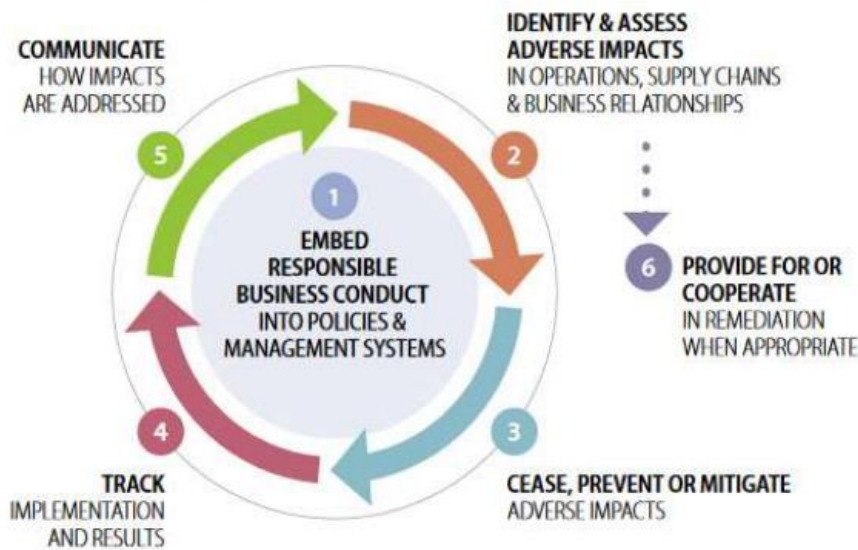 COMMUNICATE
HOW IMPACTS
ARE ADDRESSED
IDENTIFY & ASSESS
ADVERSE IMPACTS
IN OPERATIONS, SUPPLY CHAINS
& BUSINESS RELATIONSHIPS
5
2
1
EMBED
RESPONSIBLE
BUSINESS CONDUCT
INTO POLICIES &
MANAGEMENT SYSTEMS
6
PROVIDE FOR OR
COOPERATE
IN REMEDIATION
WHEN APPROPRIATE
4
3
TRACK
IMPLEMENTATION
AND RESULTS
CEASE, PREVENT OR MITIGATE
ADVERSE IMPACTS